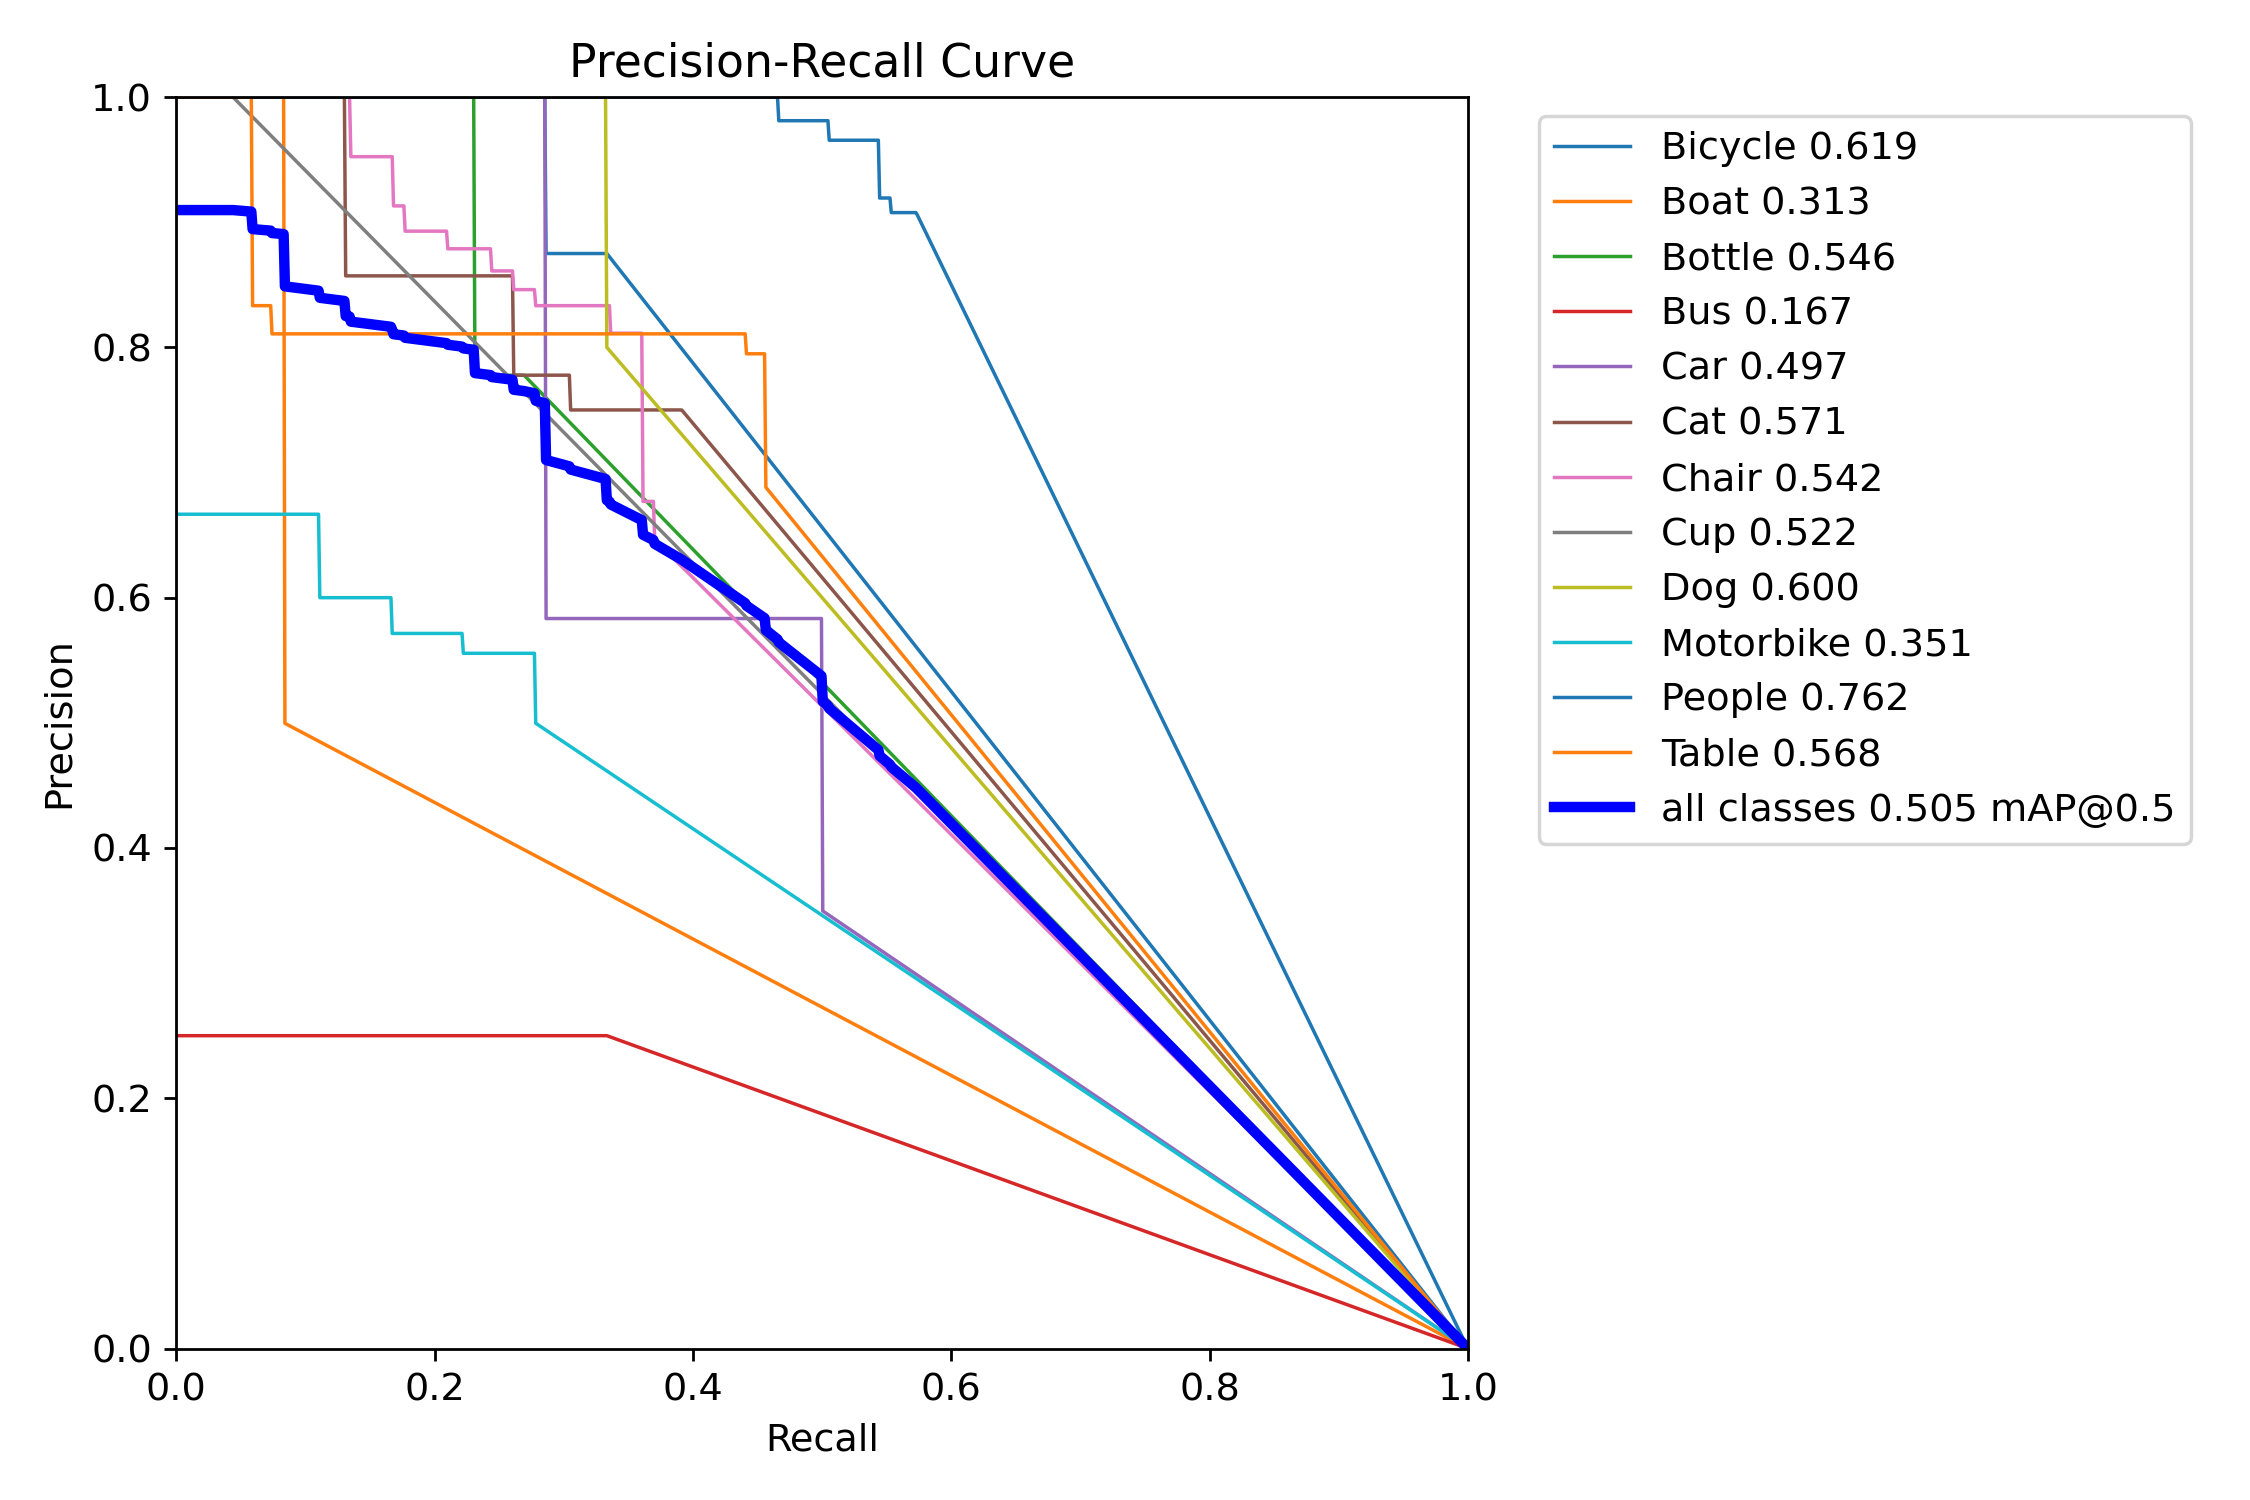 Precision-Recall Curve
1.0
0.8
0.6
0.4
0.2
0.0
Precision
0.0 0.2 0.4 0.6 0.8 1.0
Recall
Bicycle 0.619
Boat 0.313
Bottle 0.546
Bus 0.167
Car 0.497
Cat 0.571
Chair 0.542
Cup 0.522
Dog 0.600
Motorbike 0.351
People 0.762
Table 0.568
all classes 0.505 mAP@0.5